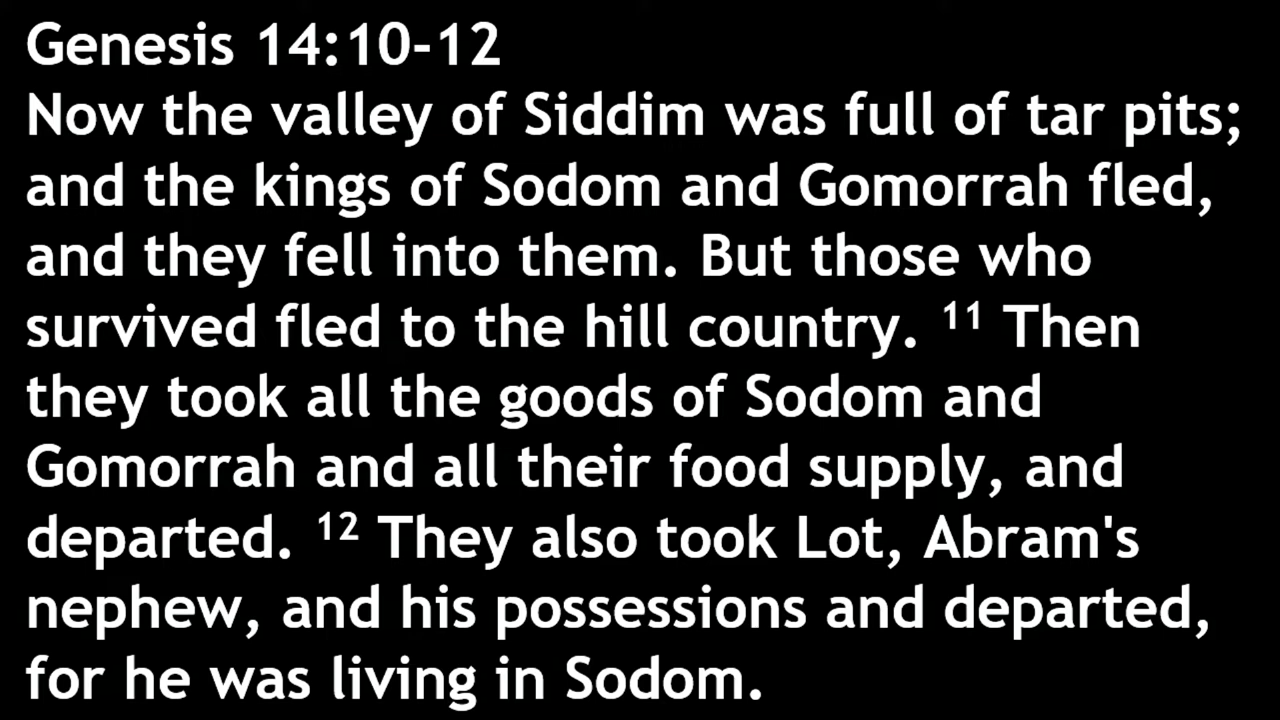 Genesis 14:10-12
Now the valley of Siddim was full of tar pits;
and the kings of Sodom and Gomorrah fled,
and they fell into them. But those who
survived fled to the hill country. 11 Then
they took all the goods of Sodom and
Gomorrah and all their food supply, and
departed. 12 They also took Lot, Abram's
nephew, and his possessions and departed,
for he was living in Sodom.